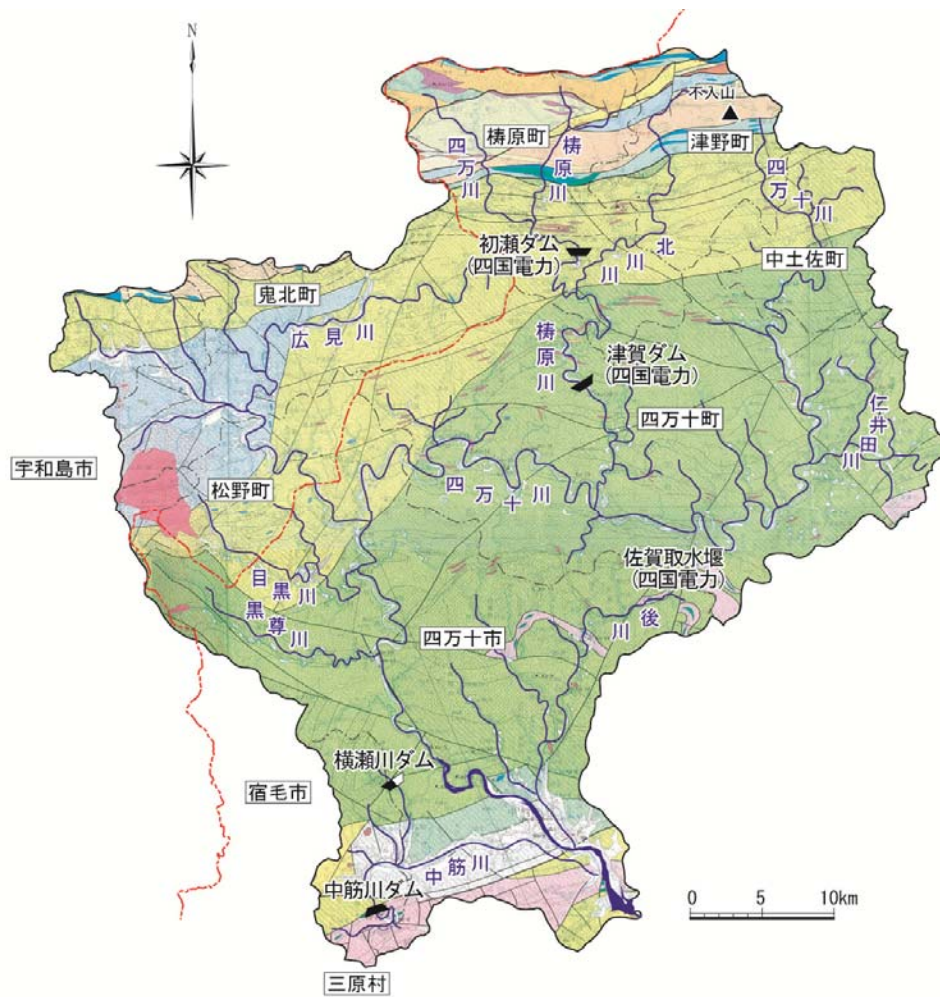 N
不入山
梼原町
津野町
四万川
梼原川
四万十川
初瀬ダム
(四国電力)
北川川
中土佐町
鬼北町
広見川
梼原川
津賀ダム
(四国電力)
仁井田川
四万十町
宇和島市
松野町
四万十川
佐賀取水堰
(四国電力)
目黒川
黒尊川
四万十市
後川
横瀬川ダム
宿毛市
中筋川
中筋川ダム
0 5 10km
三原村